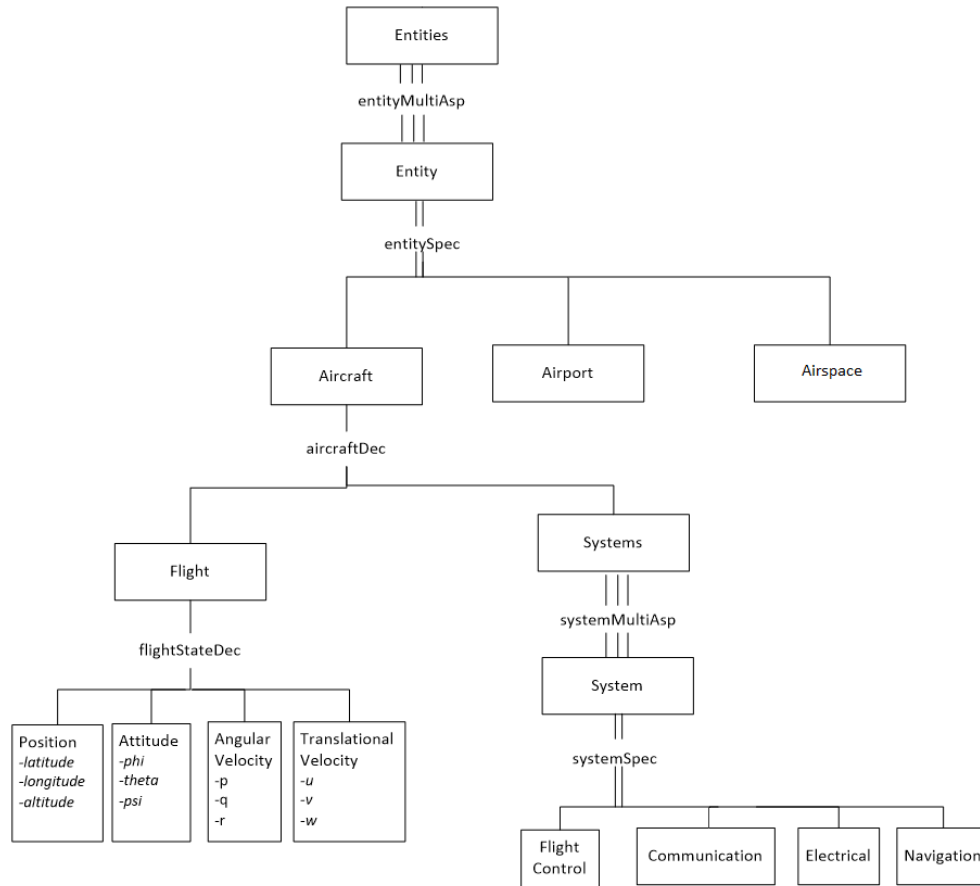 Entities
entityMultiAsp
Entity
entitySpec
Aircraft
Airport
Airspace
aircraftDec
Flight
Systems
flightStateDec
systemMultiAsp
System
Position
-latitude
-longitude
-altitude
Attitude
-phi
-theta
-psi
Angular
Velocity
-p
-q
-r
Translational
Velocity
-u
-v
-w
systemSpec
Flight
Control
Communication
Electrical
Navigation